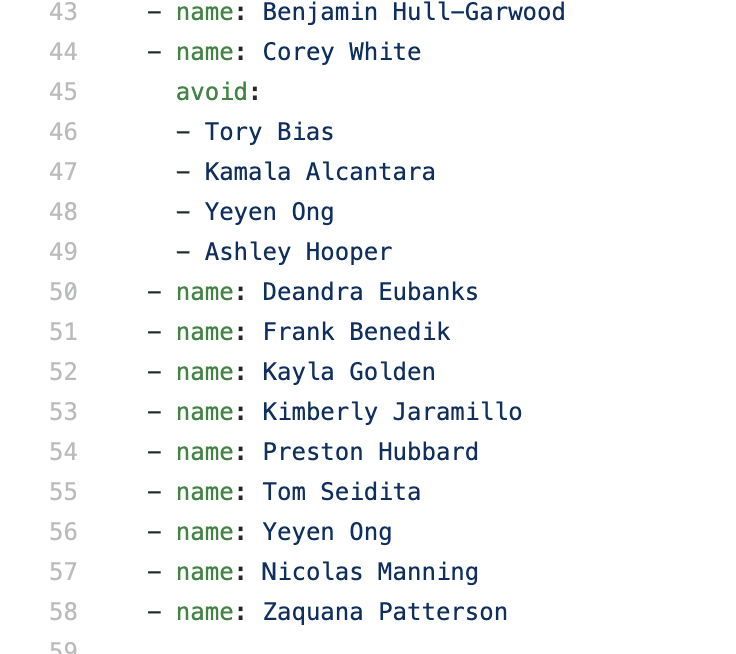 43 - name: Benjamin Hull-Garwood
44 - name: Corey White
45 avoid:
46 - Tory Bias
47 - Kamala Alcantara
48 - Yeyen Ong
49 - Ashley Hooper
50 - name: Deandra Eubanks
51 - name: Frank Benedik
52 - name: Kayla Golden
53 - name: Kimberly Jaramillo
54 - name: Preston Hubbard
55 - name: Tom Seidita
56 - name: Yeyen Ong
57 - name: Nicolas Manning
58 - name: Zaquana Patterson
59